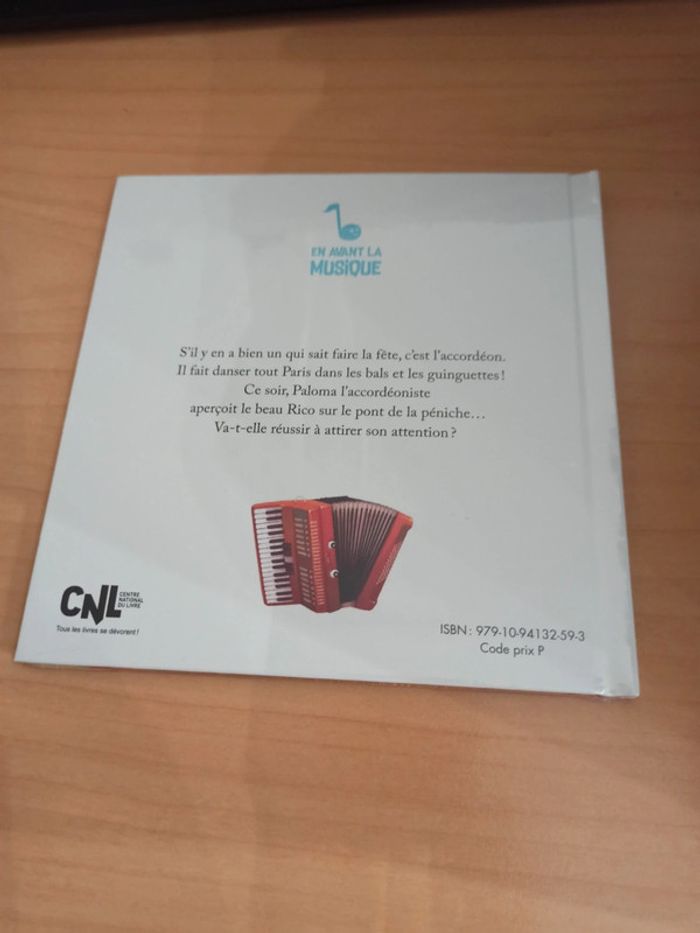 EN AVANT LA
MUSIQUE
S'il y en a bien un qui sait faire la fête, c'est l'accordéon.
Il fait danser tout Paris dans les bals et les guinguettes !
Ce soir, Paloma l'accordéoniste
aperçoit le beau Rico sur le pont de la péniche…
Va-t-elle réussir à attirer son attention ?
CNL
CENTRE
NATIONAL
DU LIVRE
Tous les livres se dévorent !
ISBN : 979-10-94132-59-3
Code prix P